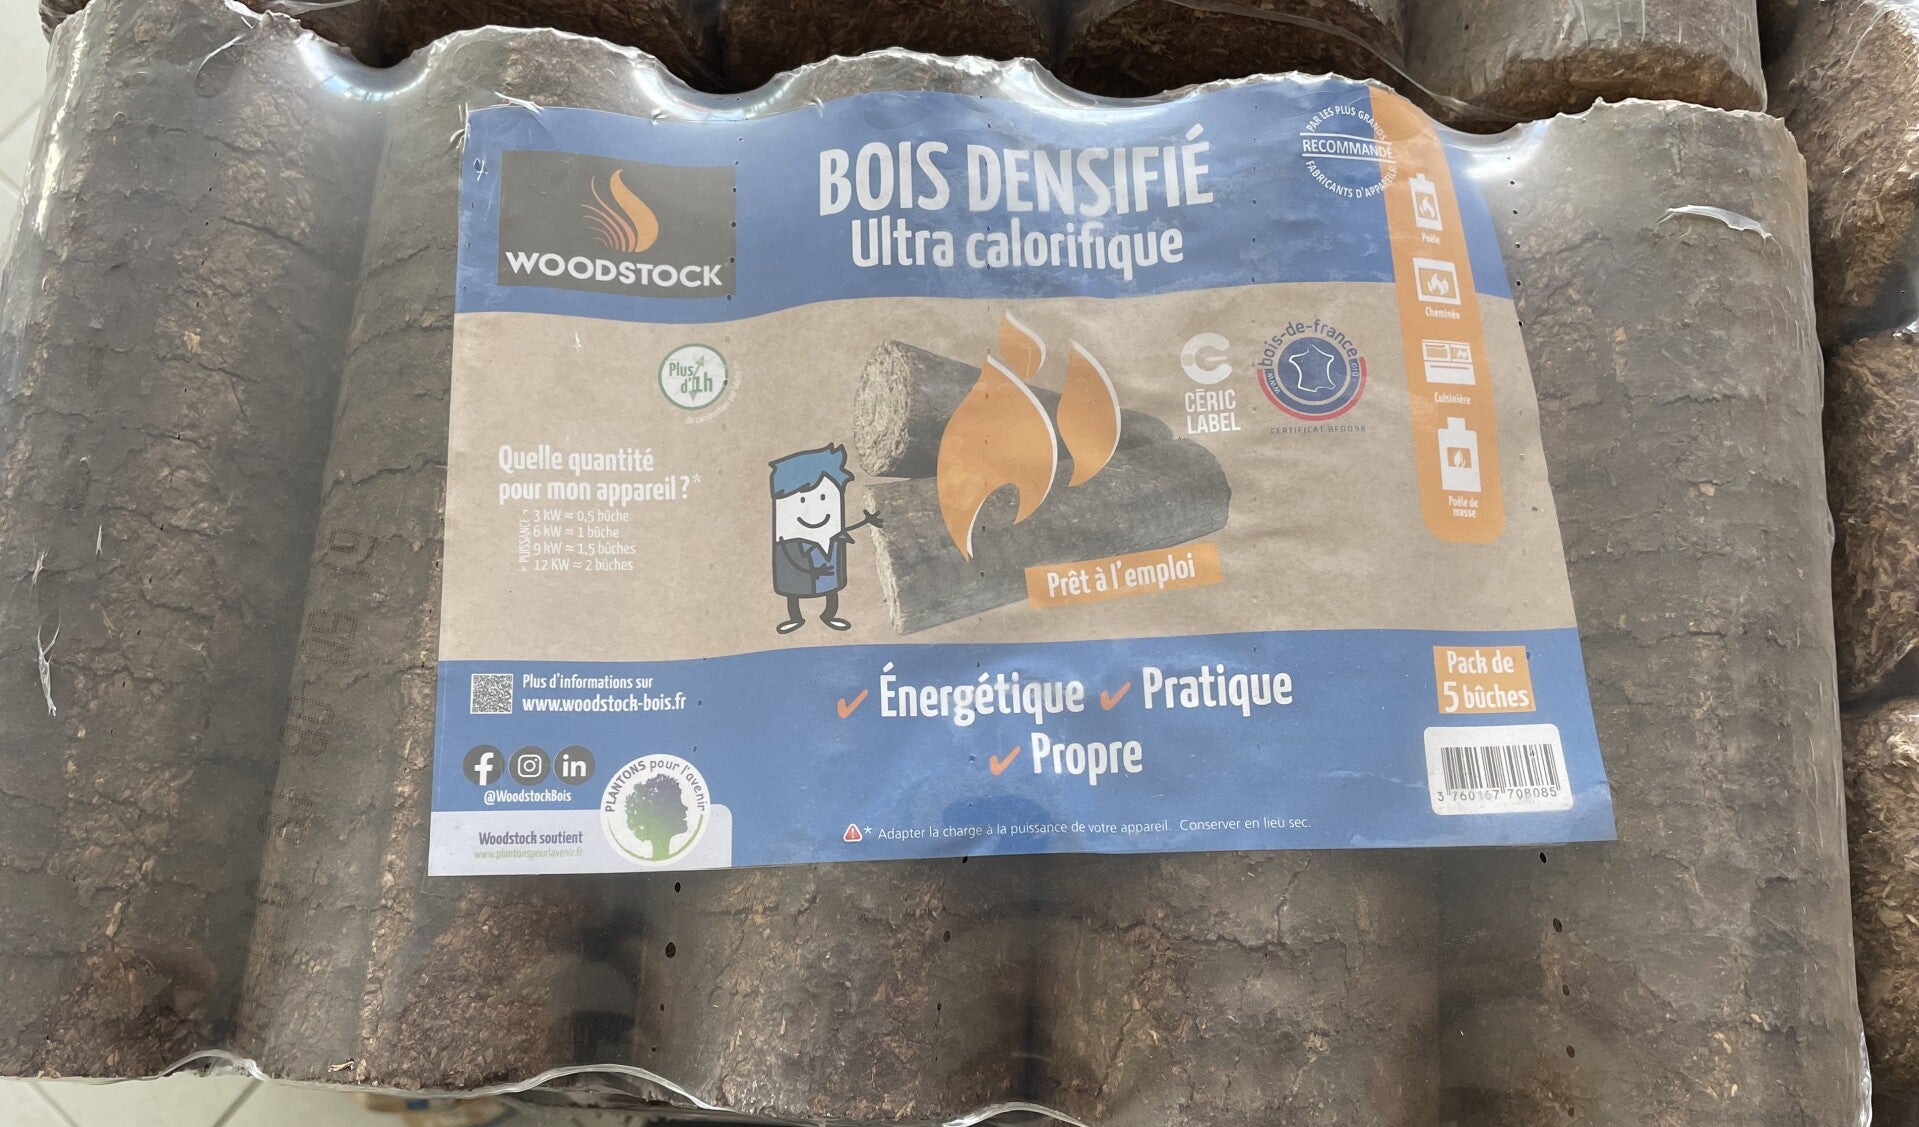 WOODSTOCK
BOIS DENSIFIÉ
Ultra calorifique
PAR LES PLUS GRANDS
RECOMMANDÉ
FABRICANTS D'APPAREILS
Poêle
Cheminée
Cuisinière
Poêle de
masse
Plus
d'1h
CĒRIC
LABEL
www.bois-de-france.org
CERTIFICAT BF0098
Quelle quantité
pour mon appareil ?*
PUISSANCE
3 kW ≈ 0,5 bûche
6 kW ≈ 1 bûche
9 kW ≈ 1,5 bûches
12 KW ≈ 2 bûches
Prêt à l'emploi
Plus d'informations sur
www.woodstock-bois.fr
Énergétique
Pratique
Propre
Pack de
5 bûches
@WoodstockBois
PLANTONS pour l'avenir
Woodstock soutient
www.plantonspourlavenir.fr
* Adapter la charge à la puissance de votre appareil. Conserver en lieu sec.
3 760167 708085